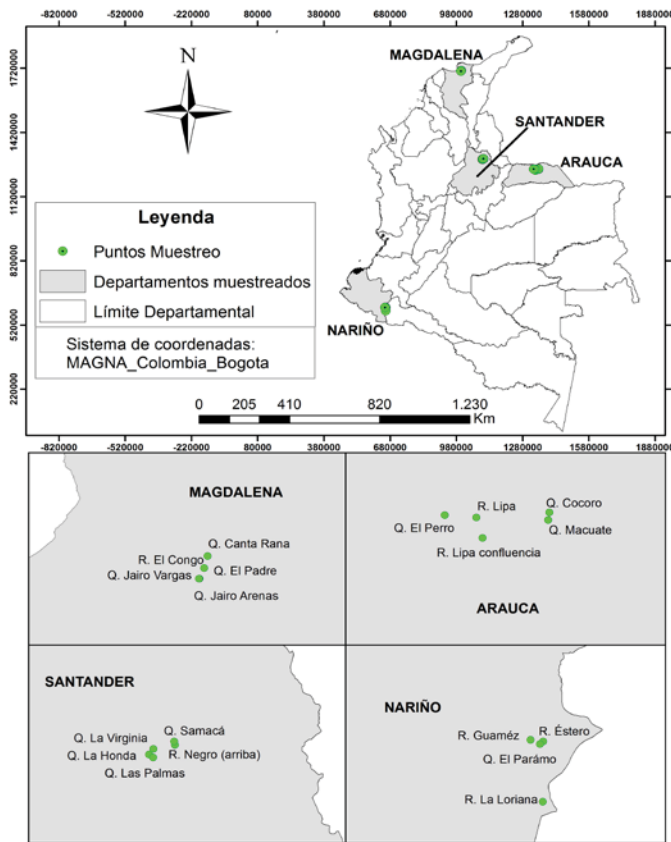 -820000 -520000 -220000 80000 380000 680000 980000 1280000 1580000 1880000
1720000
1420000
1120000
820000
520000
220000
N
MAGDALENA
SANTANDER
ARAUCA
NARIÑO
Leyenda
Puntos Muestreo
Departamentos muestreados
Límite Departamental
Sistema de coordenadas:
MAGNA_Colombia_Bogota
0 205 410 820 1.230
Km
-820000 -520000 -220000 80000 380000 680000 980000 1280000 1580000 1880000
MAGDALENA
Q. Canta Rana
R. El Congo
Q. El Padre
Q. Jairo Vargas
Q. Jairo Arenas
R. Lipa
Q. Cocoro
Q. El Perro
Q. Macuate
R. Lipa confluencia
ARAUCA
SANTANDER
Q. La Virginia
Q. Samacá
Q. La Honda
R. Negro (arriba)
Q. Las Palmas
NARIÑO
R. Guaméz
R. Éstero
Q. El Parámo
R. La Loriana